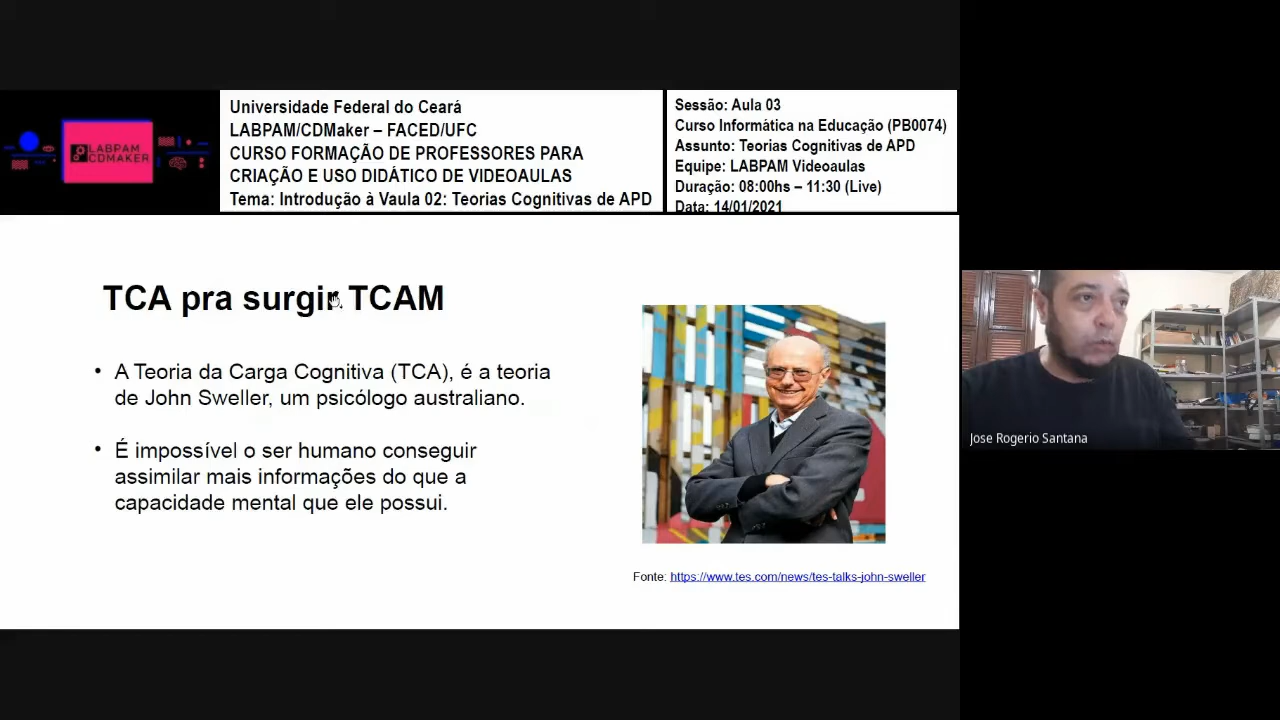 LABPAM
CDMAKER
Universidade Federal do Ceará
LABPAM/CDMaker – FACED/UFC
CURSO FORMAÇÃO DE PROFESSORES PARA
CRIAÇÃO E USO DIDÁTICO DE VIDEOAULAS
Tema: Introdução à Vaula 02: Teorias Cognitivas de APD
Sessão: Aula 03
Curso Informática na Educação (PB0074)
Assunto: Teorias Cognitivas de APD
Equipe: LABPAM Videoaulas
Duração: 08:00hs – 11:30 (Live)
Data: 14/01/2021
TCA pra surgir TCAM
• A Teoria da Carga Cognitiva (TCA), é a teoria
de John Sweller, um psicólogo australiano.
• É impossível o ser humano conseguir
assimilar mais informações do que a
capacidade mental que ele possui.
Fonte: https://www.tes.com/news/tes-talks-john-sweller
Jose Rogerio Santana